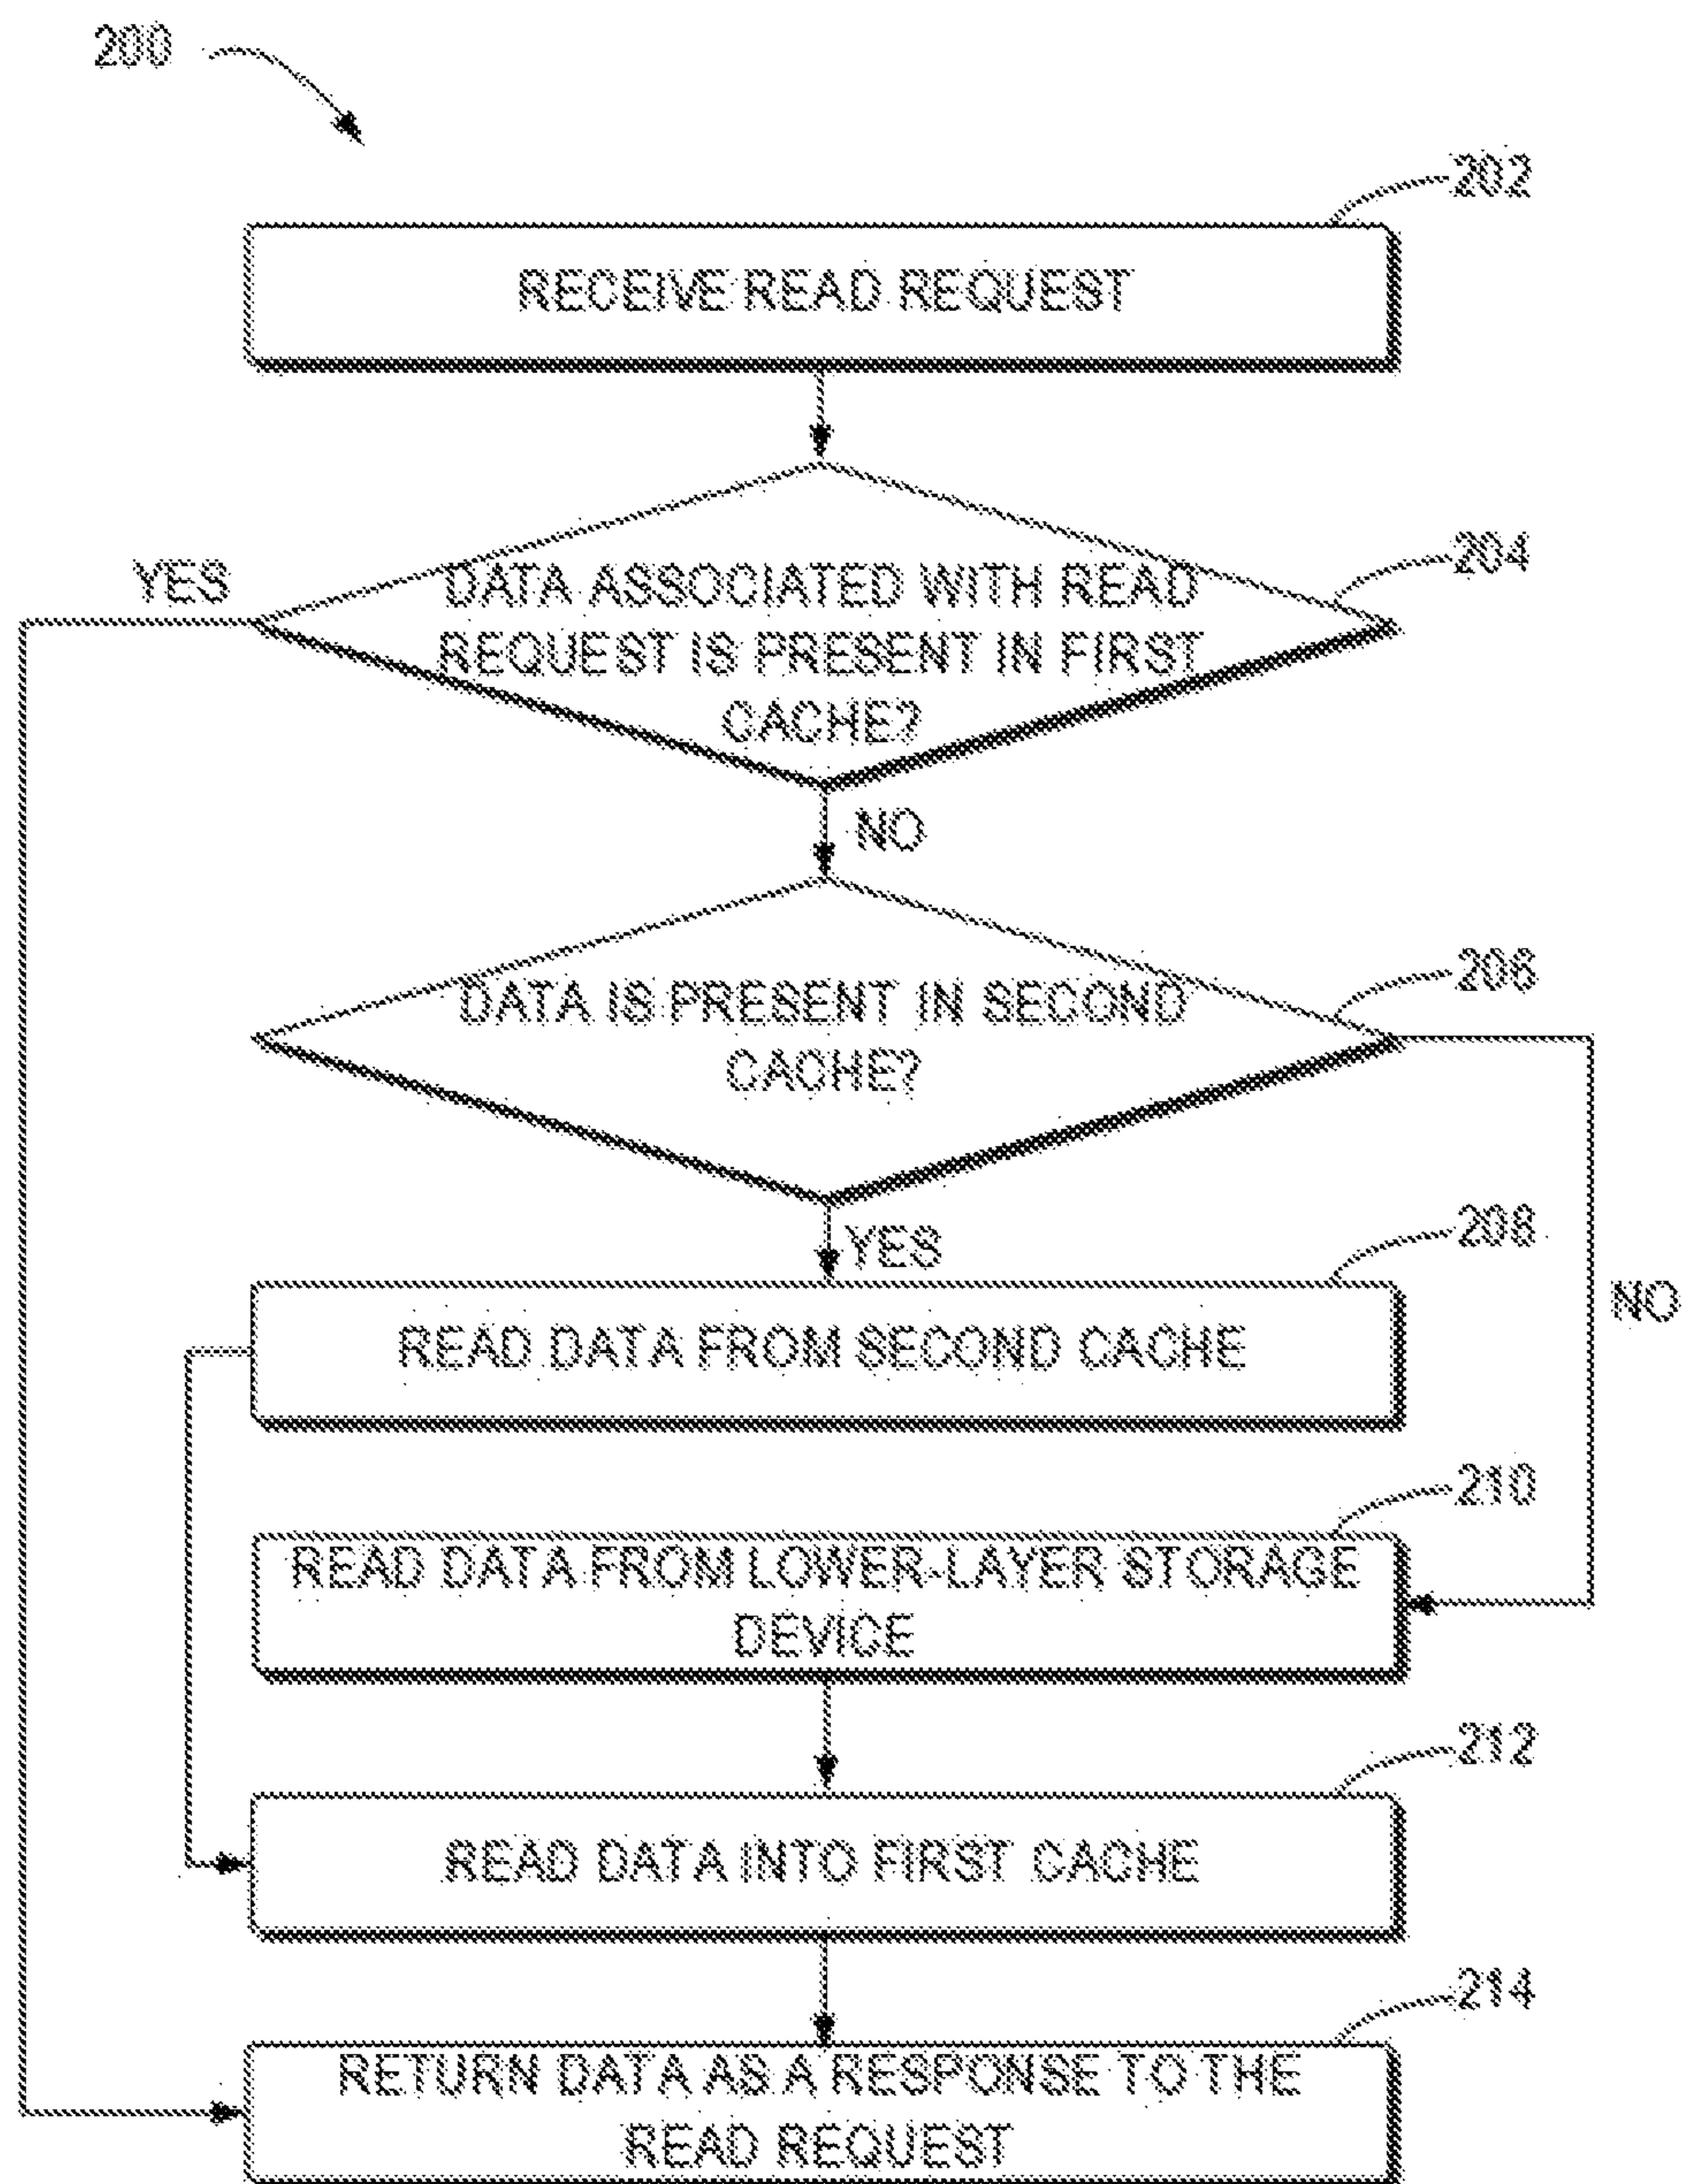 200
202
RECEIVE READ REQUEST
204
YES
DATA ASSOCIATED WITH READ
REQUEST IS PRESENT IN FIRST
CACHE?
NO
206
DATA IS PRESENT IN SECOND
CACHE?
208
YES
NO
READ DATA FROM SECOND CACHE
210
READ DATA FROM LOWER-LAYER STORAGE
DEVICE
212
READ DATA INTO FIRST CACHE
214
RETURN DATA AS A RESPONSE TO THE
READ REQUEST